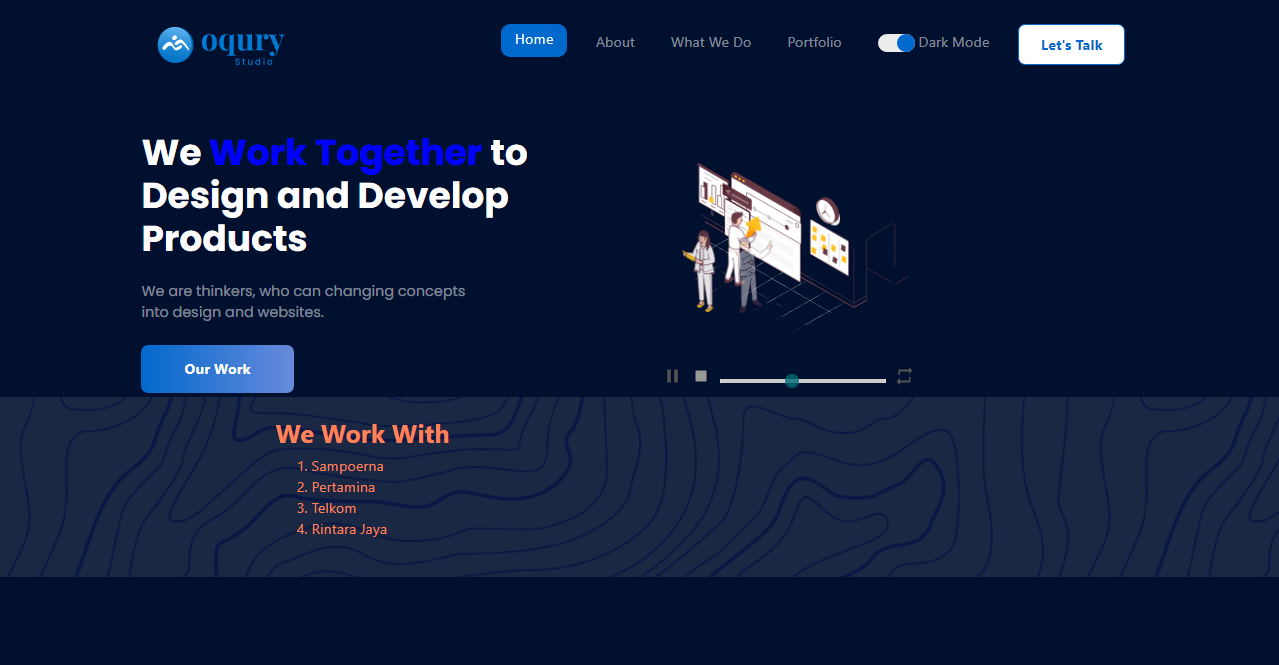 oqury
Studio
Home
About
What We Do
Portfolio
Dark Mode
Let's Talk
We Work Together to
Design and Develop
Products
We are thinkers, who can changing concepts
into design and websites.
Our Work
We Work With
1. Sampoerna
2. Pertamina
3. Telkom
4. Rintara Jaya